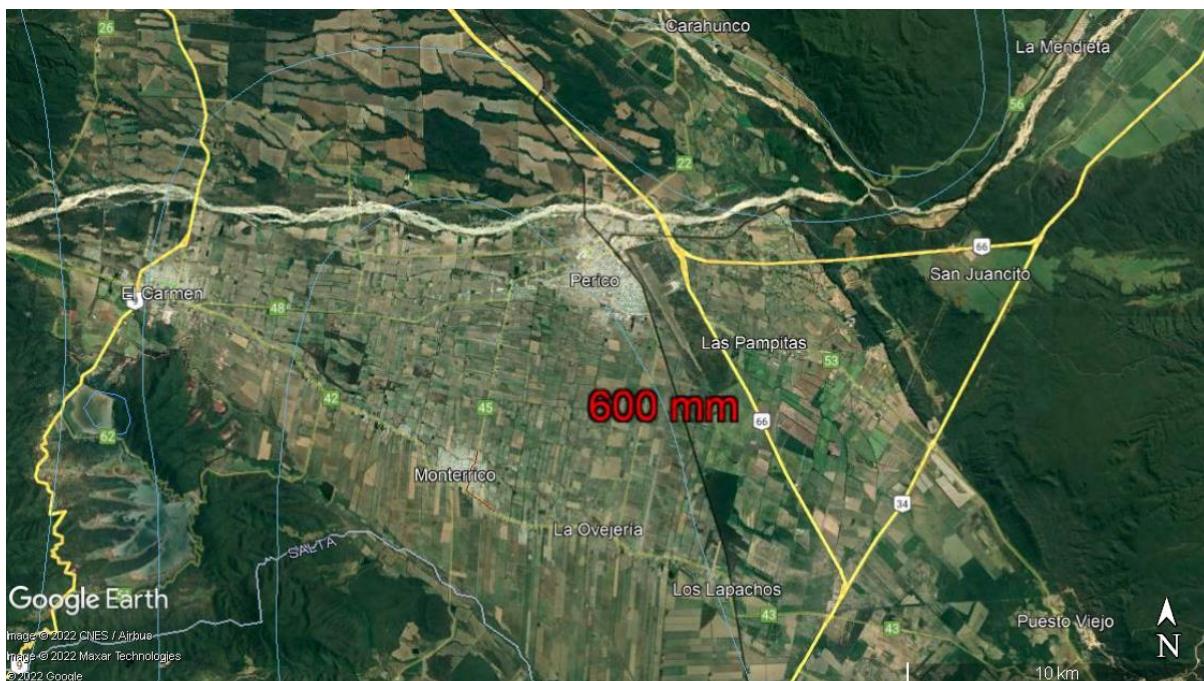 Carahunco
26
La Mendieta
56
22
66
San Juancito
Perico
El Carmen
48
Las Pampitas
53
42
600 mm
45
66
62
Monterrico
34
La Ovejería
SALTA
Los Lapachos
Google Earth
43
43
Puesto Viejo
Image © 2022 CNES / Airbus
Image © 2022 Maxar Technologies
© 2022 Google
N
10 km